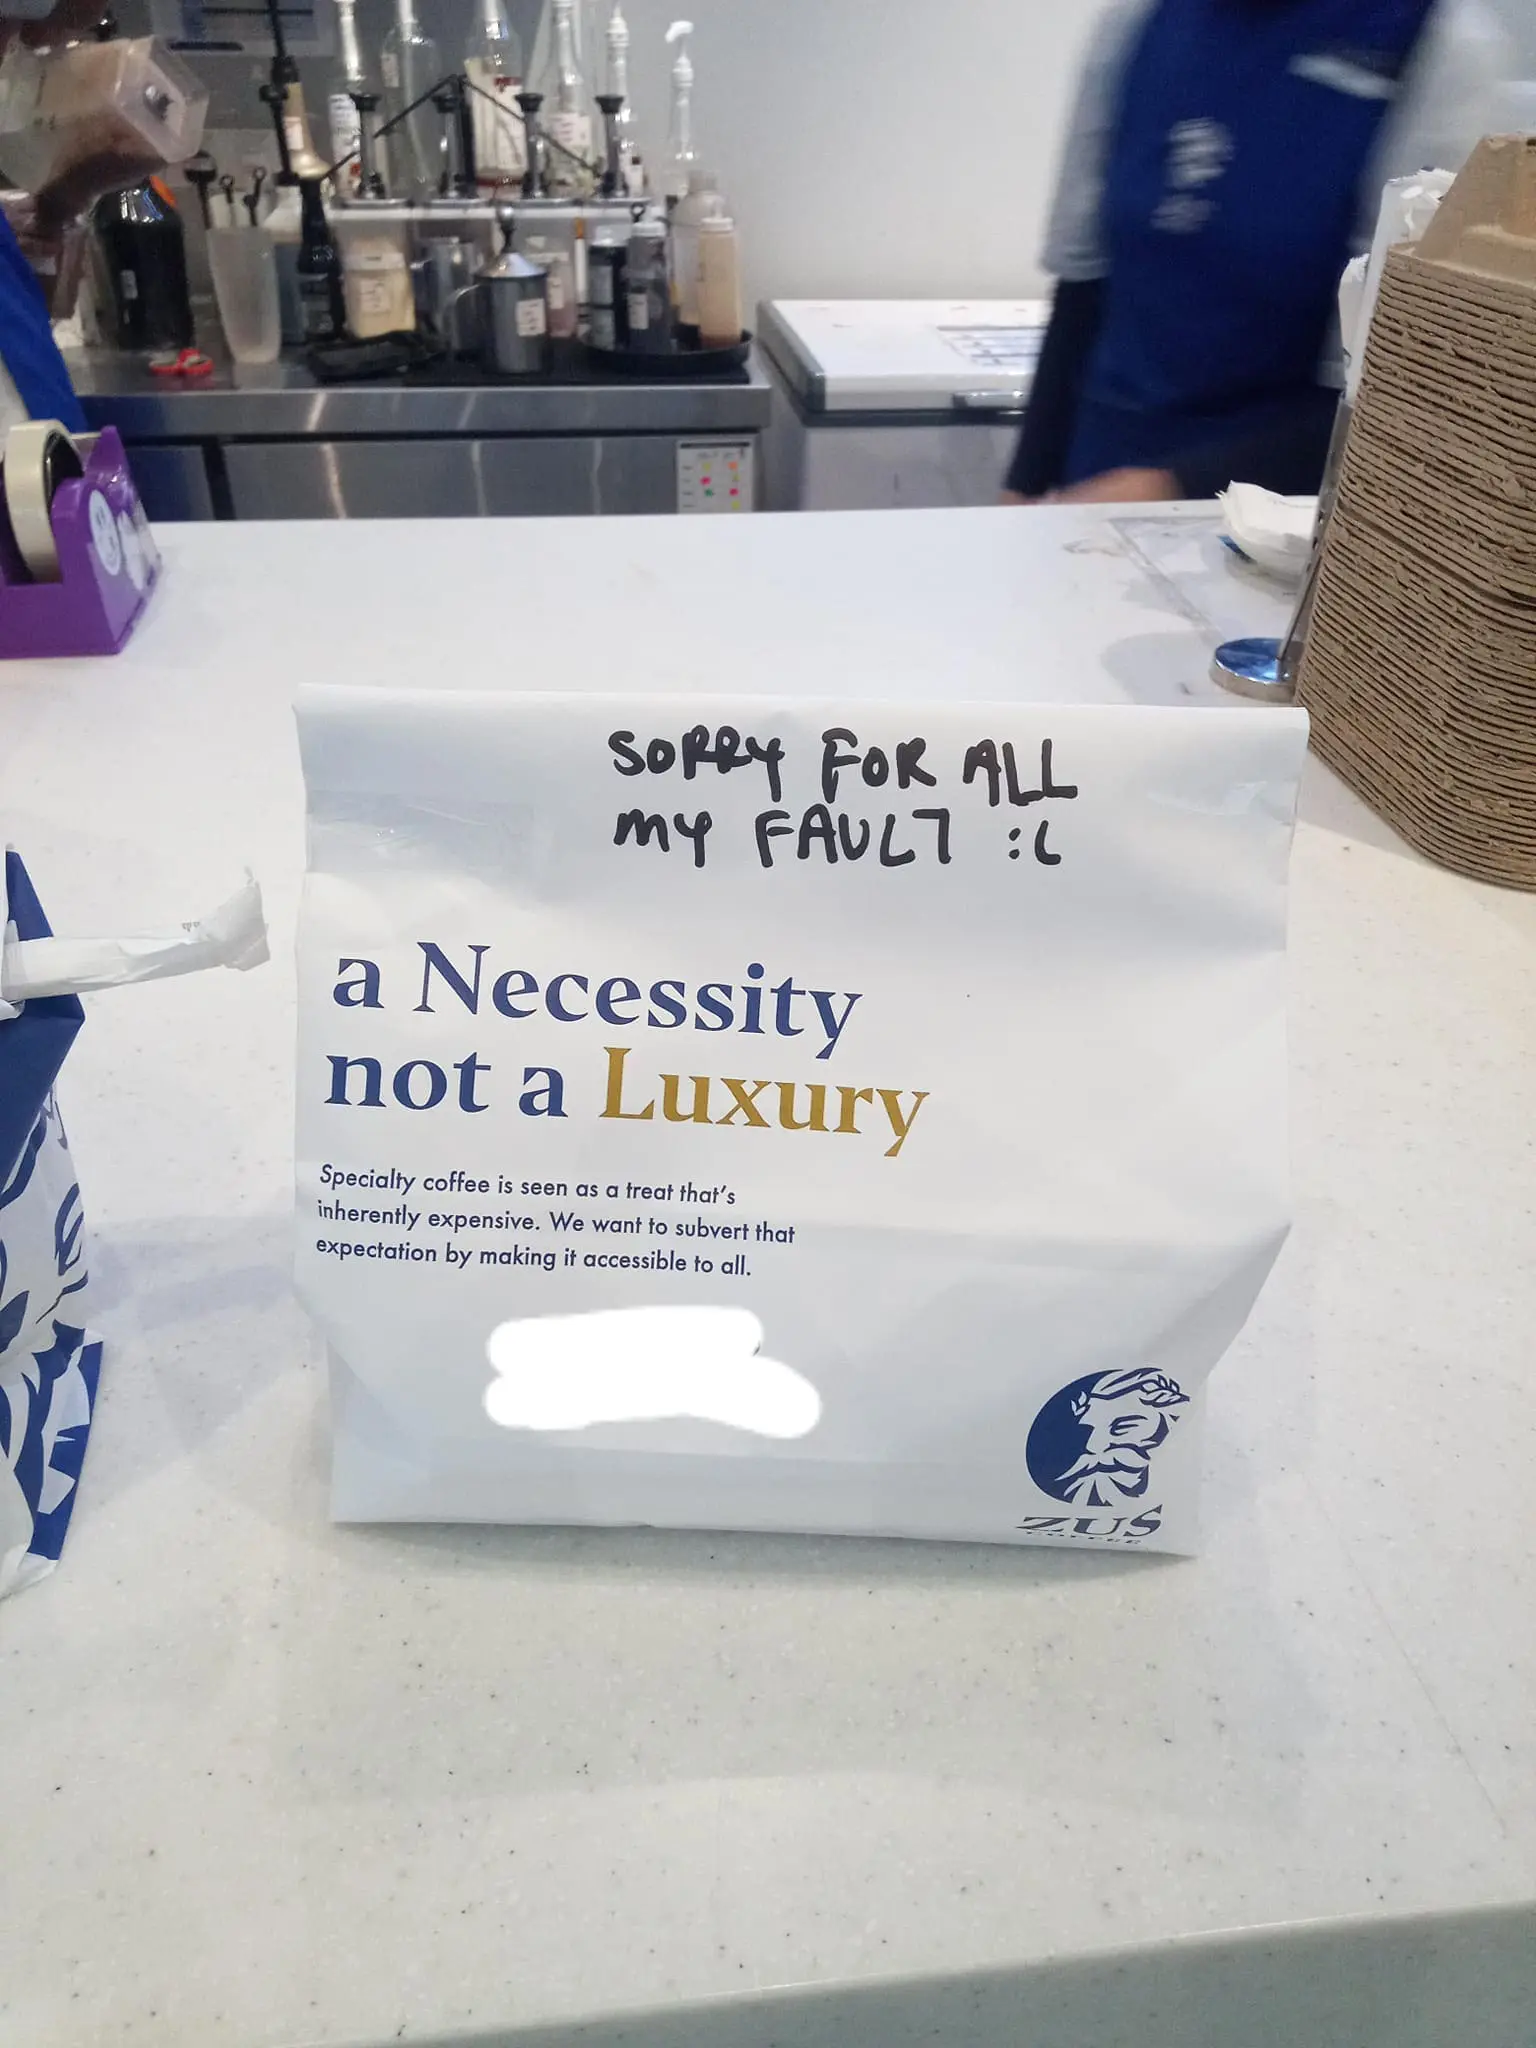 SORRY FOR ALL
MY FAULT :(
a Necessity
not a Luxury
Specialty coffee is seen as a treat that's
inherently expensive. We want to subvert that
expectation by making it accessible to all.
ZUS
COFFEE